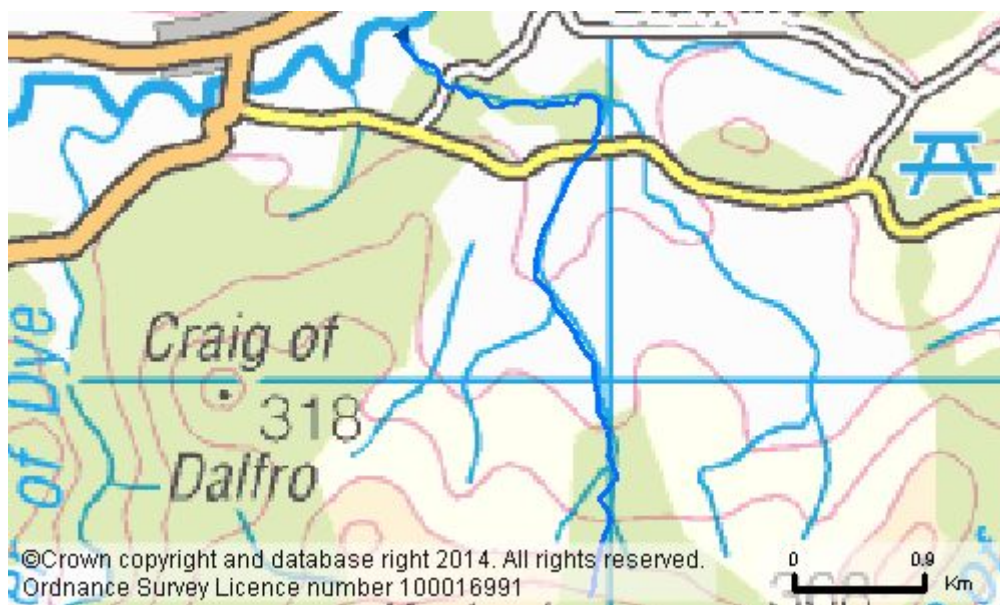 Craig of
318
Dalfro
of Dye
©Crown copyright and database right 2014. All rights reserved.
Ordnance Survey Licence number 100016991
0 0.9
Km